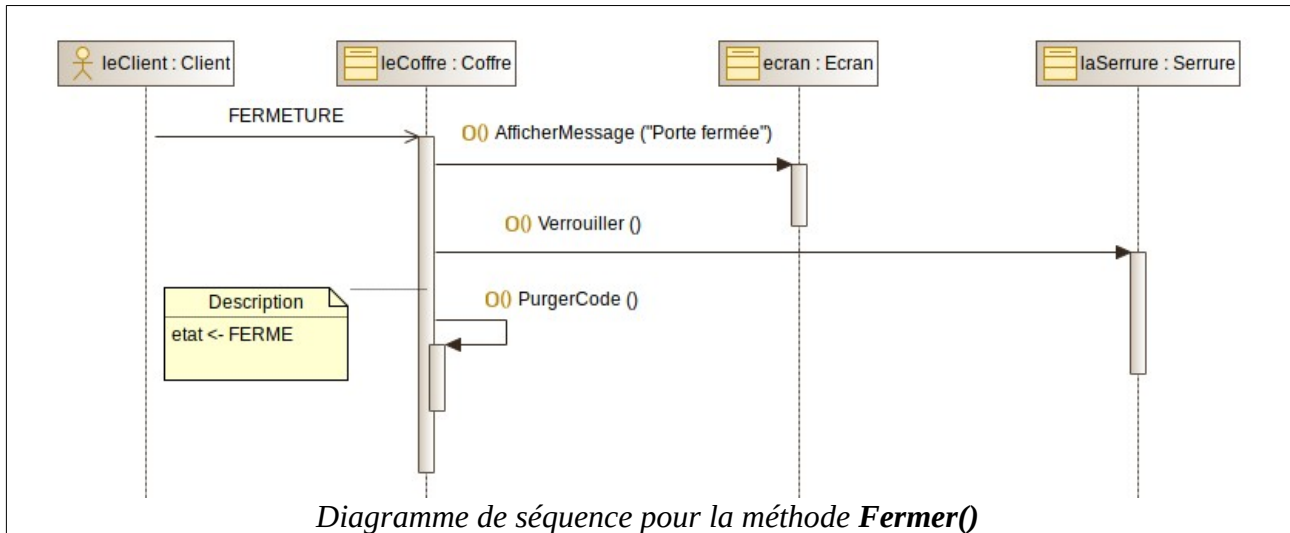 leClient : Client
leCoffre : Coffre
ecran : Ecran
laSerrure : Serrure
FERMETURE
O() AfficherMessage ("Porte fermée")
O() Verrouiller ()
Description
etat <- FERME
O() PurgerCode ()
Diagramme de séquence pour la méthode Fermer()